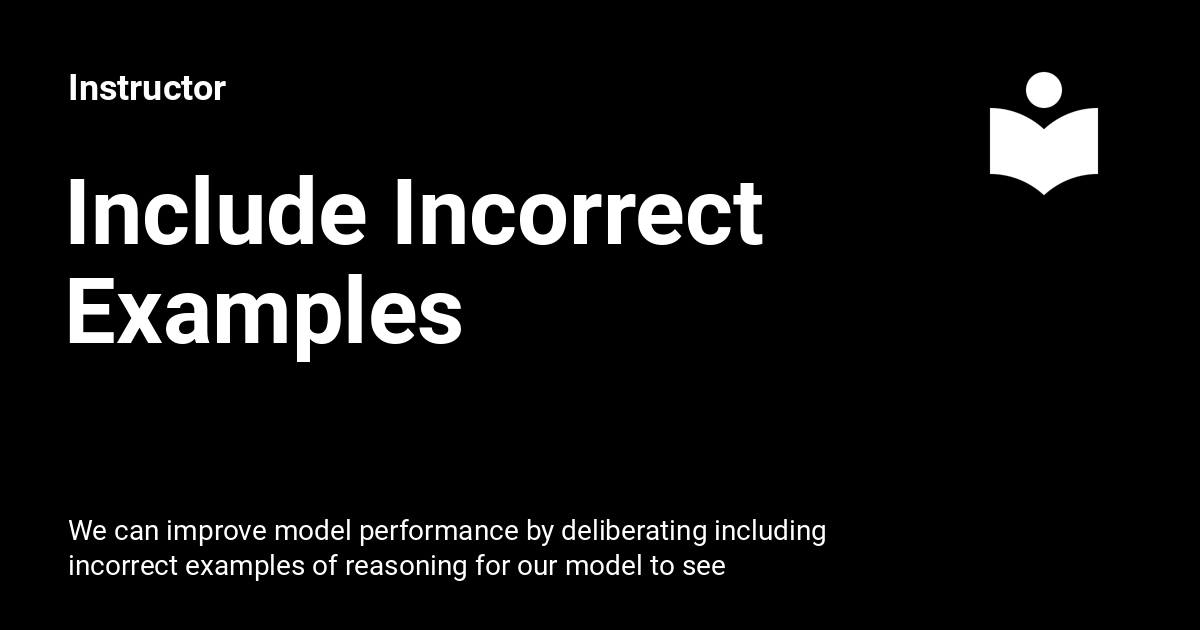 Instructor
Include Incorrect
Examples
We can improve model performance by deliberating including
incorrect examples of reasoning for our model to see